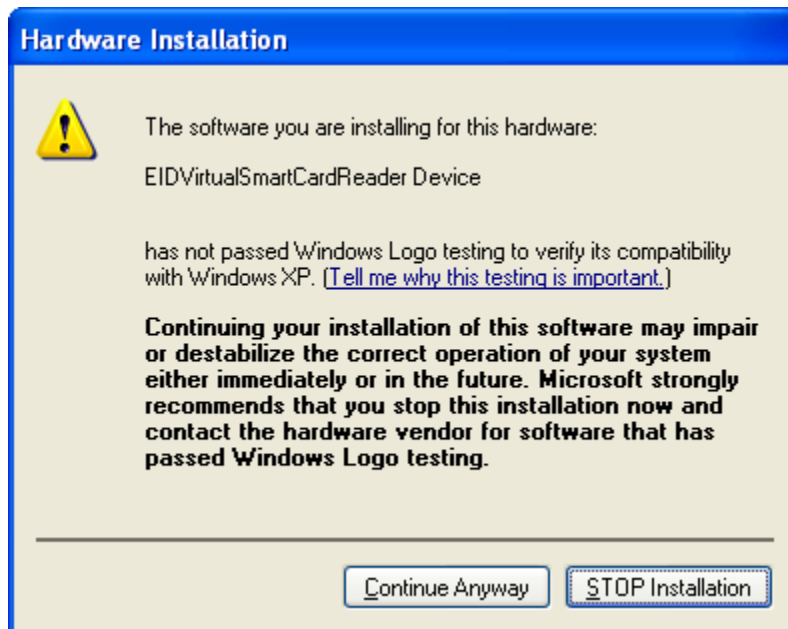 Hardware Installation
The software you are installing for this hardware:
EIDVirtualSmartCardReader Device
has not passed Windows Logo testing to verify its compatibility
with Windows XP. (Tell me why this testing is important.)
Continuing your installation of this software may impair
or destabilize the correct operation of your system
either immediately or in the future. Microsoft strongly
recommends that you stop this installation now and
contact the hardware vendor for software that has
passed Windows Logo testing.
Continue Anyway
STOP Installation